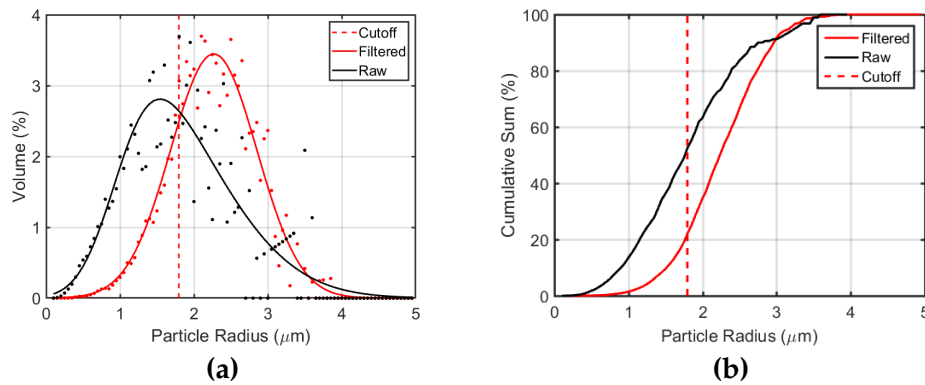 4
3
2
1
0
Volume (%)
Cutoff
Filtered
Raw
0 1 2 3 4 5
Particle Radius (μm)
(a)
100
80
60
40
20
0
Cumulative Sum (%)
Filtered
Raw
Cutoff
0 1 2 3 4 5
Particle Radius (μm)
(b)